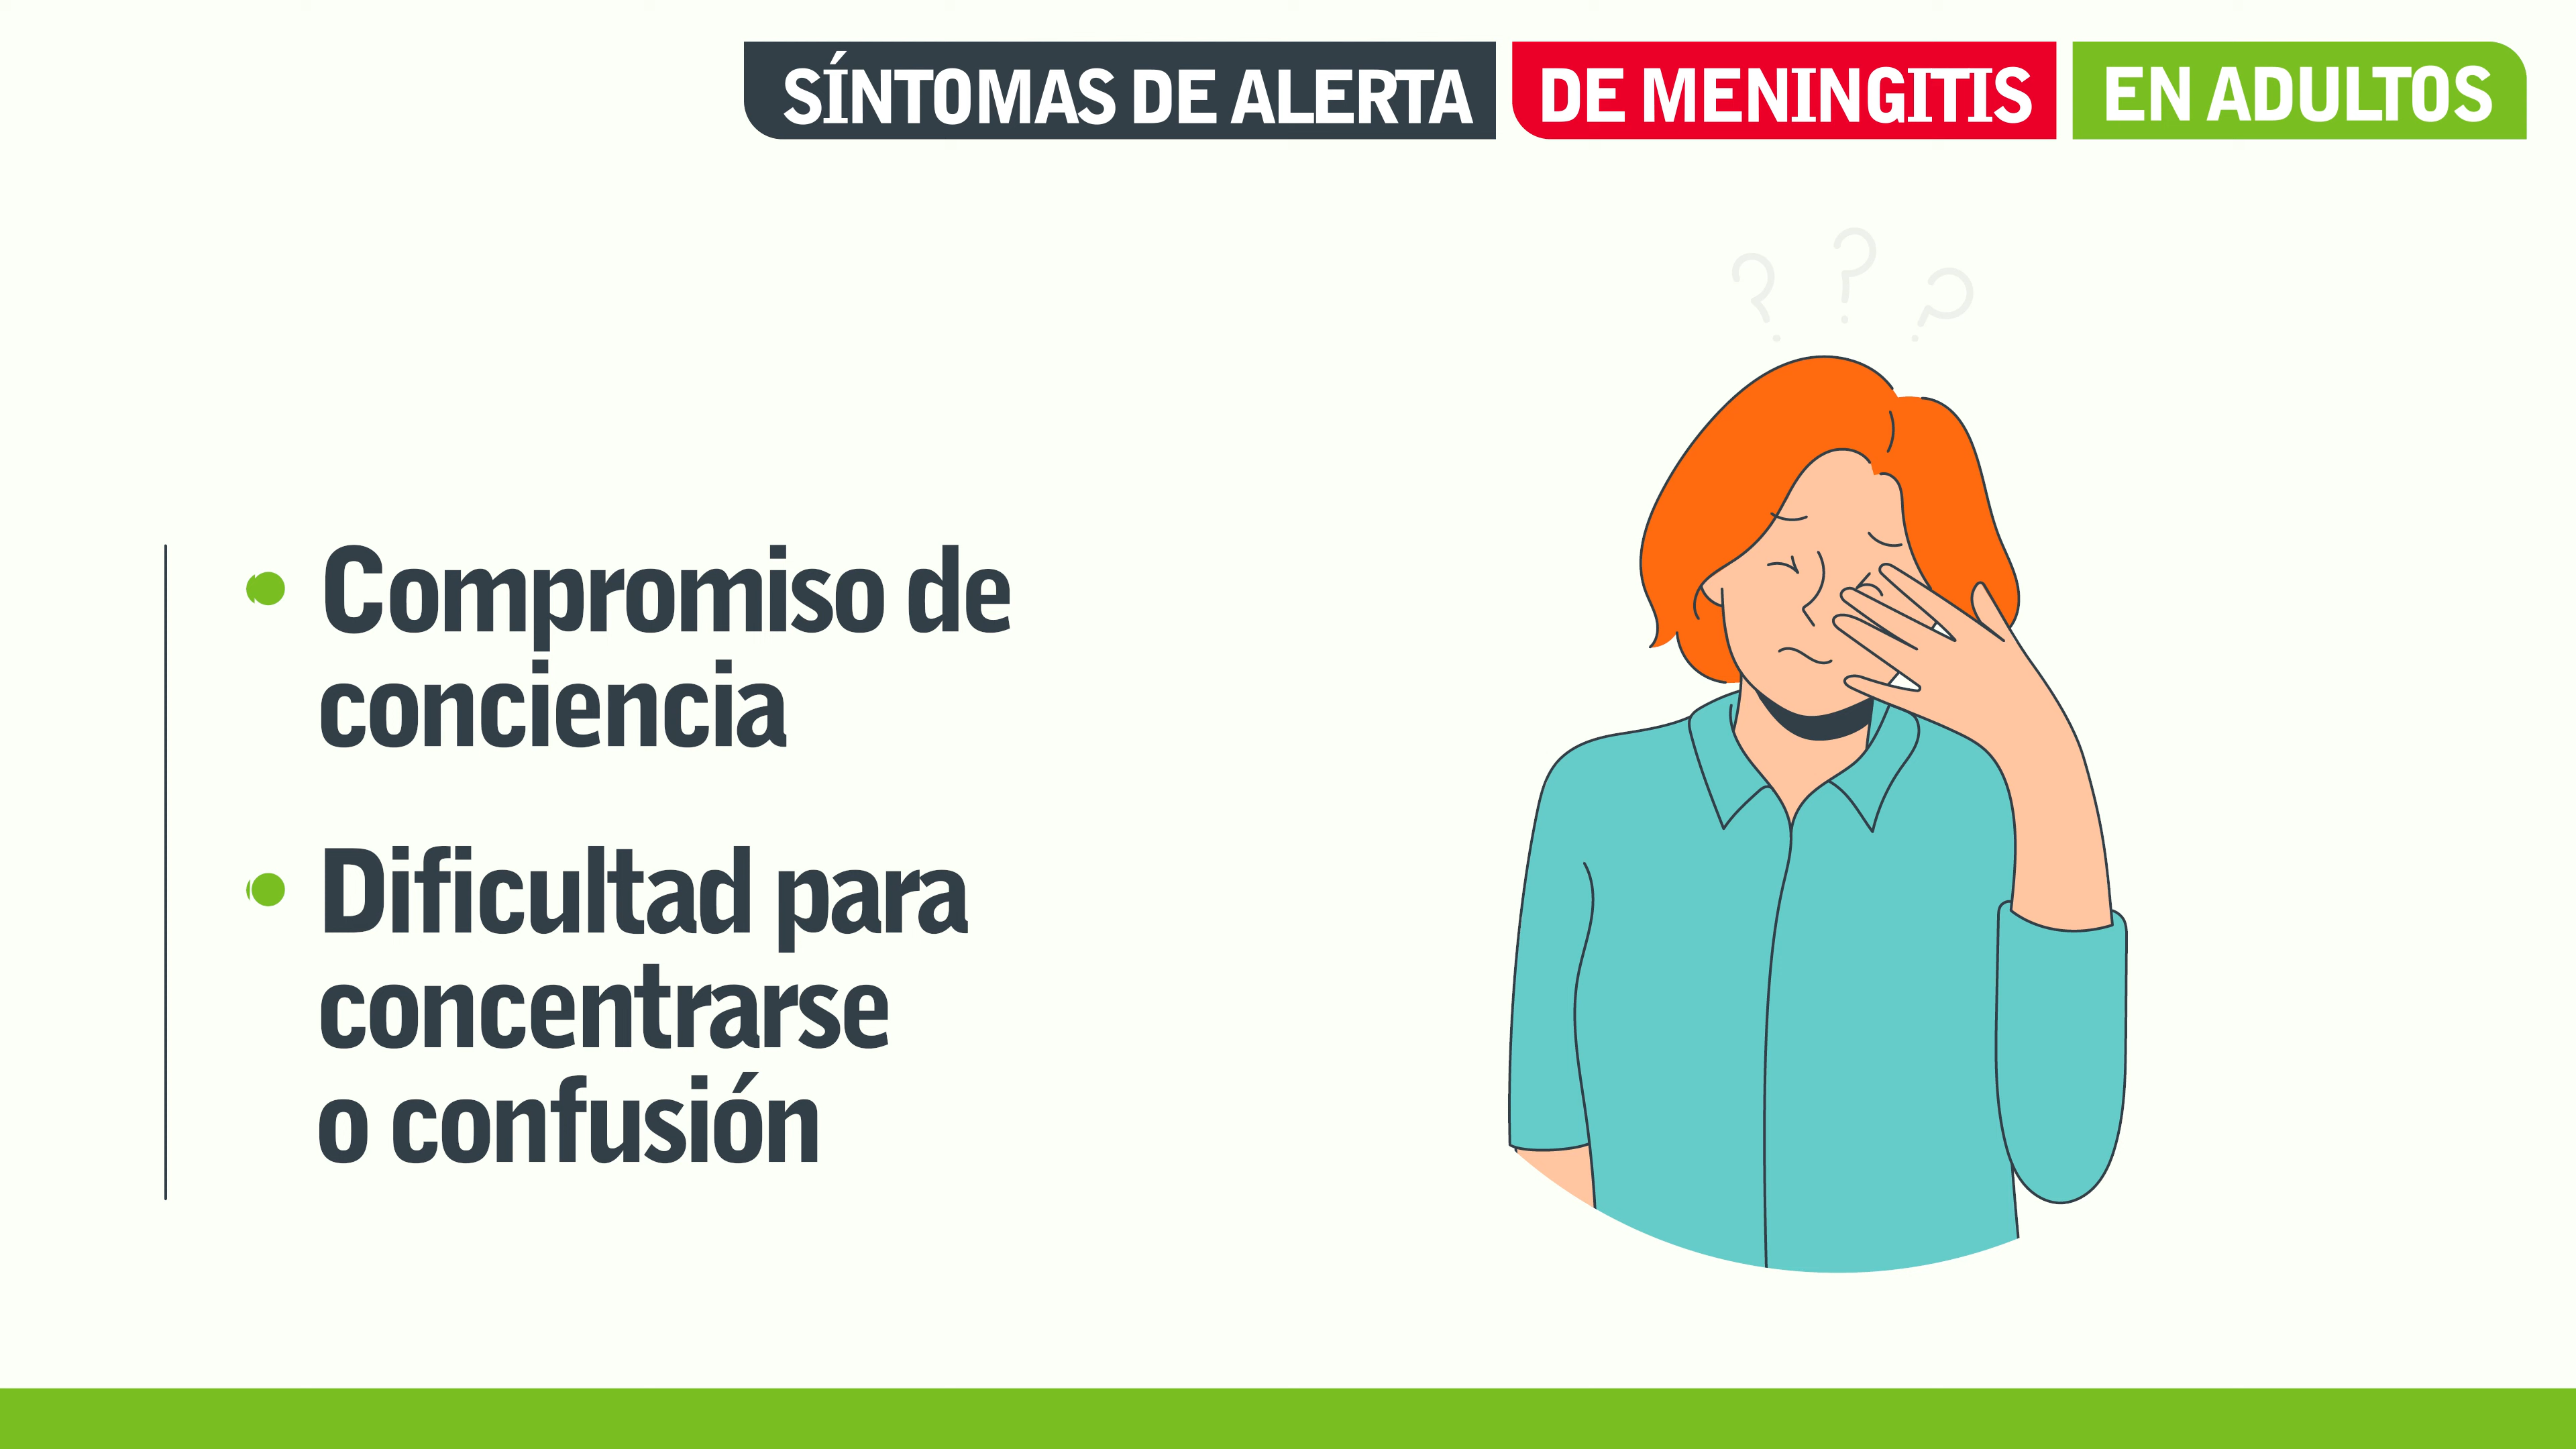 SÍNTOMAS DE ALERTA DE MENINGITIS EN ADULTOS
? ? ?
• Compromiso de
conciencia
• Dificultad para
concentrarse
o confusión